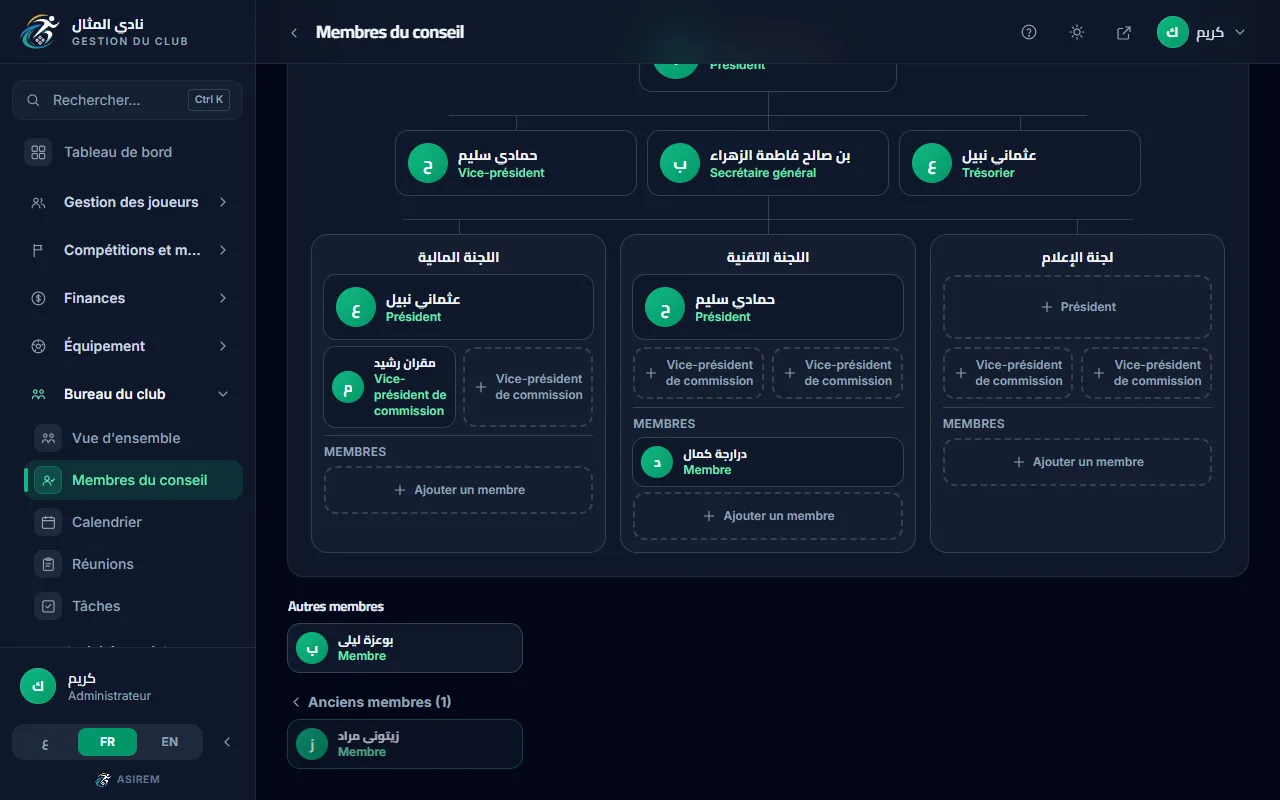 نادي المثال
GESTION DU CLUB
Rechercher...
Ctrl K
Tableau de bord
Gestion des joueurs
Compétitions et m...
Finances
Équipement
Bureau du club
Vue d'ensemble
Membres du conseil
Calendrier
Réunions
Tâches
ك
كريم
Administrateur
ع
FR
EN
ASIREM
Membres du conseil
ك
كريم
Président
ح
حمادي سليم
Vice-président
ب
بن صالح فاطمة الزهراء
Secrétaire général
ع
عثماني نبيل
Trésorier
اللجنة المالية
ع
عثماني نبيل
Président
م
مقران رشيد
Vice-
président de
commission
Vice-président
de commission
MEMBRES
Ajouter un membre
اللجنة التقنية
ح
حمادي سليم
Président
Vice-président
de commission
Vice-président
de commission
MEMBRES
د
درارجة كمال
Membre
Ajouter un membre
لجنة الإعلام
Président
Vice-président
de commission
Vice-président
de commission
MEMBRES
Ajouter un membre
Autres membres
ب
بوعزة ليلى
Membre
Anciens membres (1)
ز
زيتوني مراد
Membre